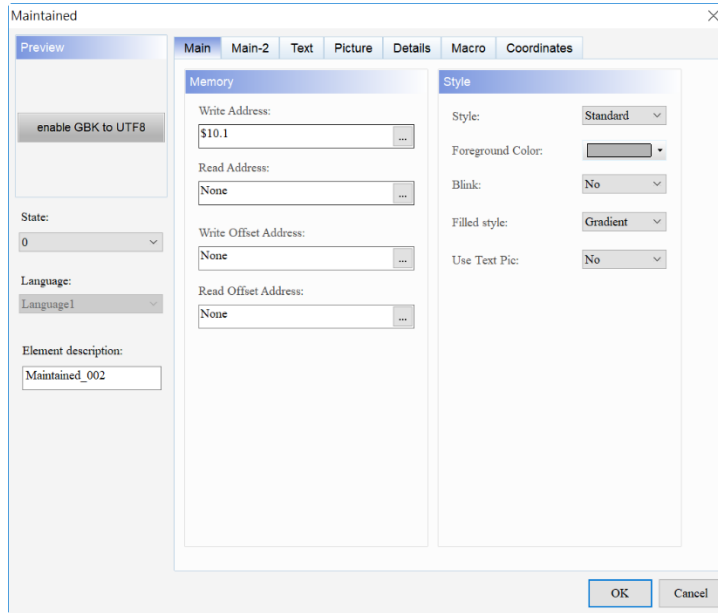 Maintained
Preview
enable GBK to UTF8
State:
0
Language:
Language1
Element description:
Maintained_002
Main Main-2 Text Picture Details Macro Coordinates
Memory
Write Address:
$10.1
...
Read Address:
None
...
Write Offset Address:
None
...
Read Offset Address:
None
...
Style
Style: Standard
Foreground Color:
Blink: No
Filled style: Gradient
Use Text Pic: No
OK Cancel